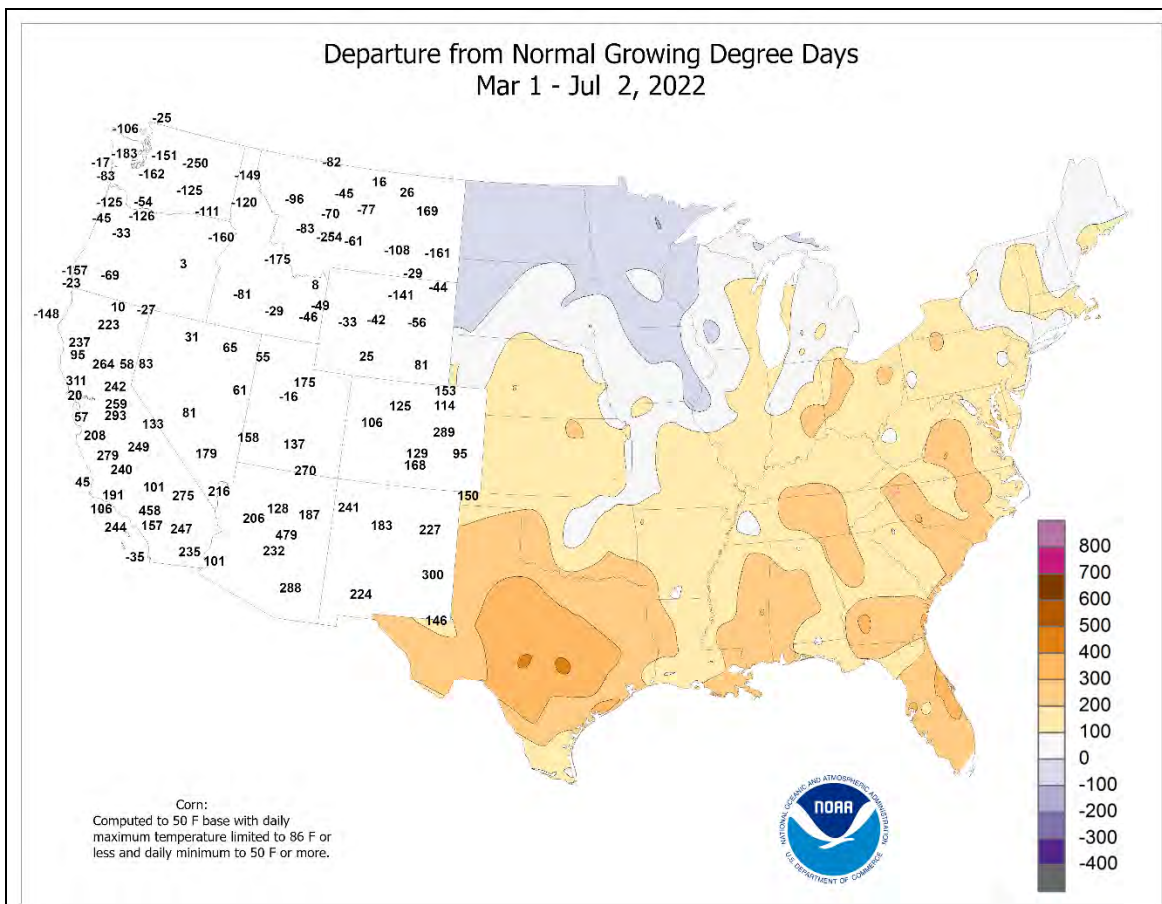 Departure from Normal Growing Degree Days
Mar 1 - Jul 2, 2022
-25
-106
-183 -151
-17 -250 -82
-83 -162 -149 16
-125 -45 26
-125 -54 -120 -96
-45 -126 -111 -70 -77 169
-33 -83
-160 -254 -61
-108 -161
3 -175
-157 -69 -29
-23 8 -44
-81 -141
-148 10 -27 -49
-29 -46 -33 -42 -56
223
237 31
95 65 55 25
264 58 83 81
311 175
20 242 61 -16 153
259 125 114
57 293 81 106
208 133 289
249 158 137 129 95
279 179 168
240 270
45 101
191 275 216 150
106 458 128 187 241
244 157 247 206 183 227
479
-35 235 101 232
300
288 224
146
Corn:
Computed to 50 F base with daily
maximum temperature limited to 86 F or
less and daily minimum to 50 F or more.
NATIONAL OCEANIC AND ATMOSPHERIC ADMINISTRATION
NOAA
U.S. DEPARTMENT OF COMMERCE
800
700
600
500
400
300
200
100
0
-100
-200
-300
-400